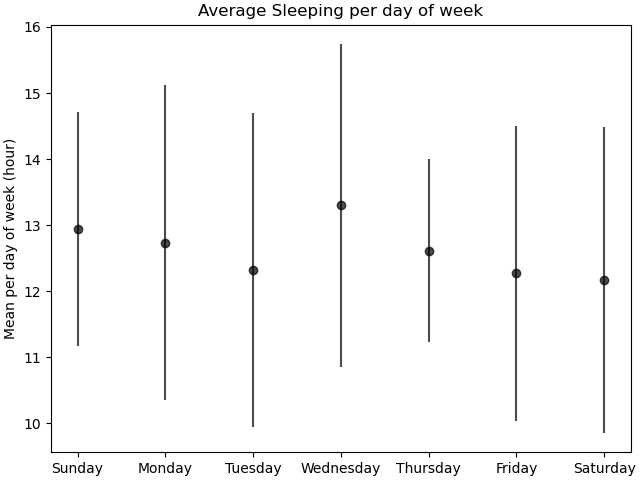 Average Sleeping per day of week
Mean per day of week (hour)
16
15
14
13
12
11
10
Sunday Monday Tuesday Wednesday Thursday Friday Saturday